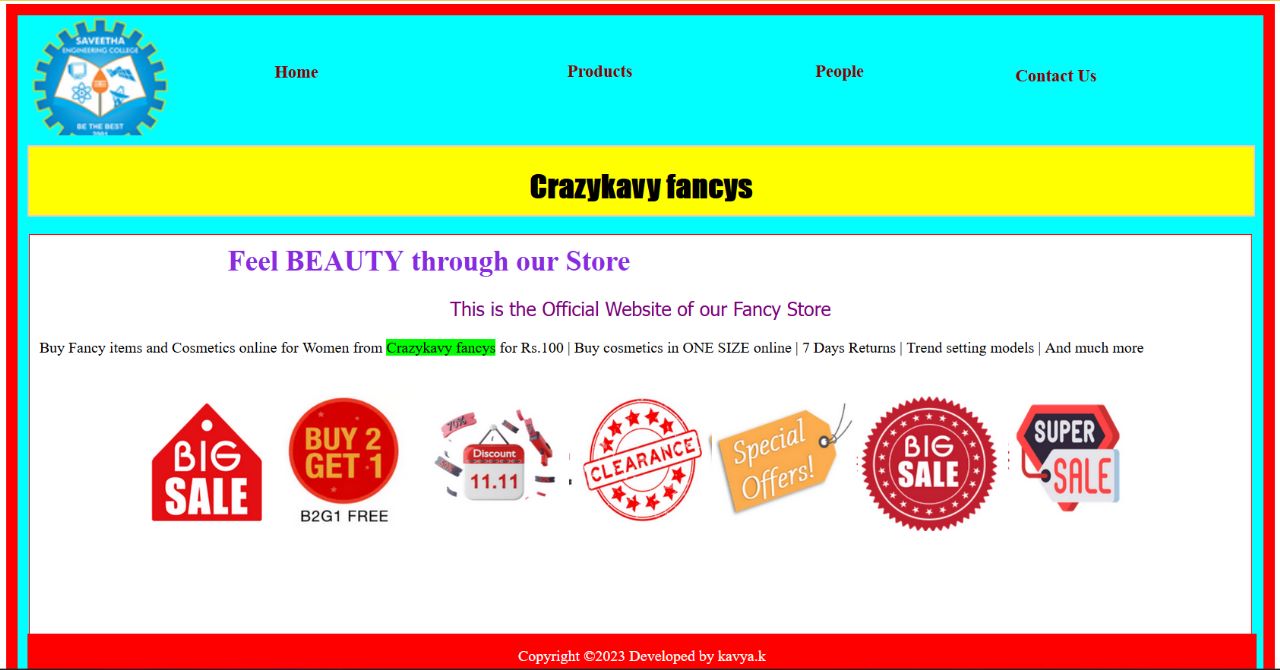 SAVEETHA
ENGINEERING COLLEGE
BE THE BEST
2001
Home
Products
People
Contact Us
Crazykavy fancys
Feel BEAUTY through our Store
This is the Official Website of our Fancy Store
Buy Fancy items and Cosmetics online for Women from Crazykavy fancys for Rs.100 | Buy cosmetics in ONE SIZE online | 7 Days Returns | Trend setting models | And much more
BIG
SALE
BUY 2
GET 1
B2G1 FREE
79%
Discount
11.11
CLEARANCE
Special
Offers!
BIG
SALE
SUPER
SALE
Copyright ©2023 Developed by kavya.k